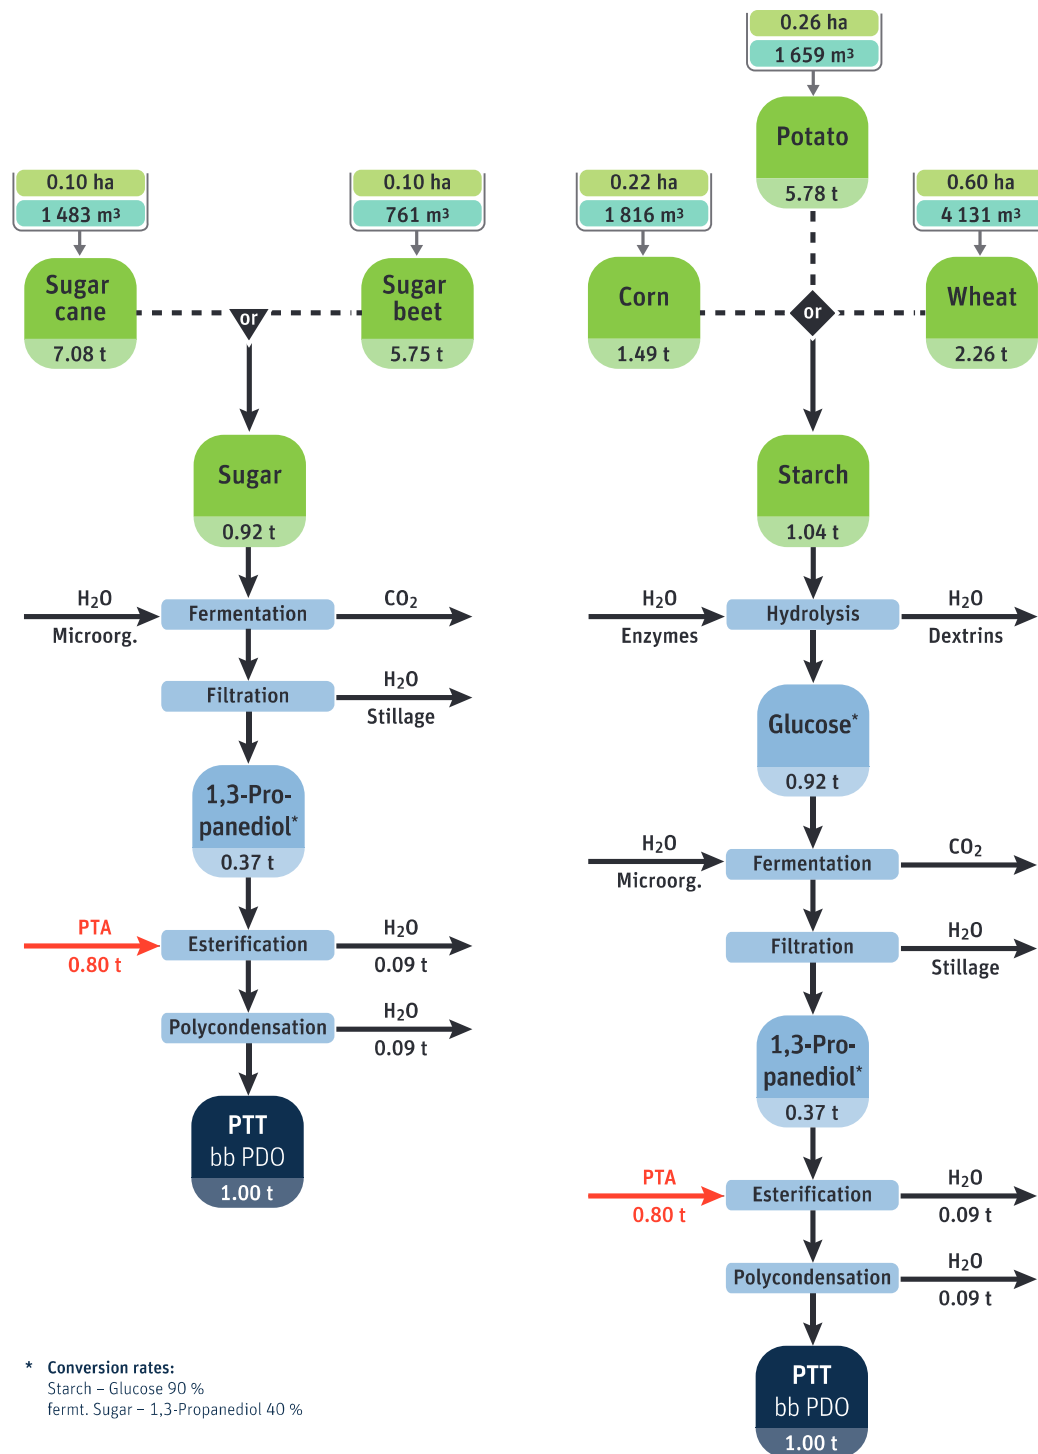 0.26 ha
1 659 m³
Potato
5.78 t
0.10 ha
1 483 m³
Sugar
cane
7.08 t
0.10 ha
761 m³
Sugar
beet
5.75 t
or
0.22 ha
1 816 m³
Corn
1.49 t
0.60 ha
4 131 m³
Wheat
2.26 t
or
Sugar
0.92 t
H₂O
Microorg.
Fermentation
CO₂
Filtration
H₂O
Stillage
1,3-Pro-
panediol*
0.37 t
PTA
0.80 t
Esterification
H₂O
0.09 t
Polycondensation
H₂O
0.09 t
PTT
bb PDO
1.00 t
Starch
1.04 t
H₂O
Enzymes
Hydrolysis
H₂O
Dextrins
Glucose*
0.92 t
H₂O
Microorg.
Fermentation
CO₂
Filtration
H₂O
Stillage
1,3-Pro-
panediol*
0.37 t
PTA
0.80 t
Esterification
H₂O
0.09 t
Polycondensation
H₂O
0.09 t
PTT
bb PDO
1.00 t
* Conversion rates:
Starch – Glucose 90 %
fermt. Sugar – 1,3-Propanediol 40 %